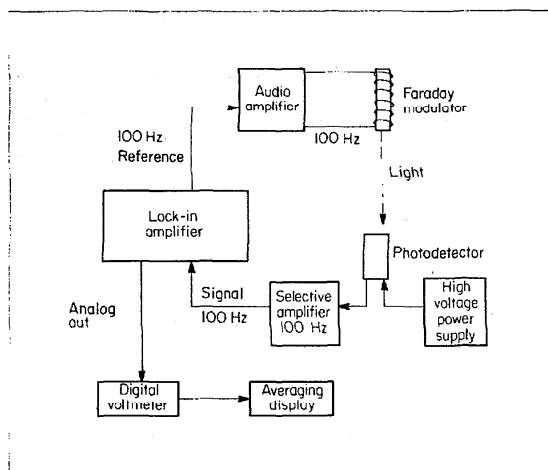 Audio
amplifier
Faraday
modulator
100 Hz
100 Hz
Reference
Light
Lock-in
amplifier
Photodetector
Signal
100 Hz
Selective
amplifier
100 Hz
High
voltage
power
supply
Analog
out
Digital
voltmeter
Averaging
display